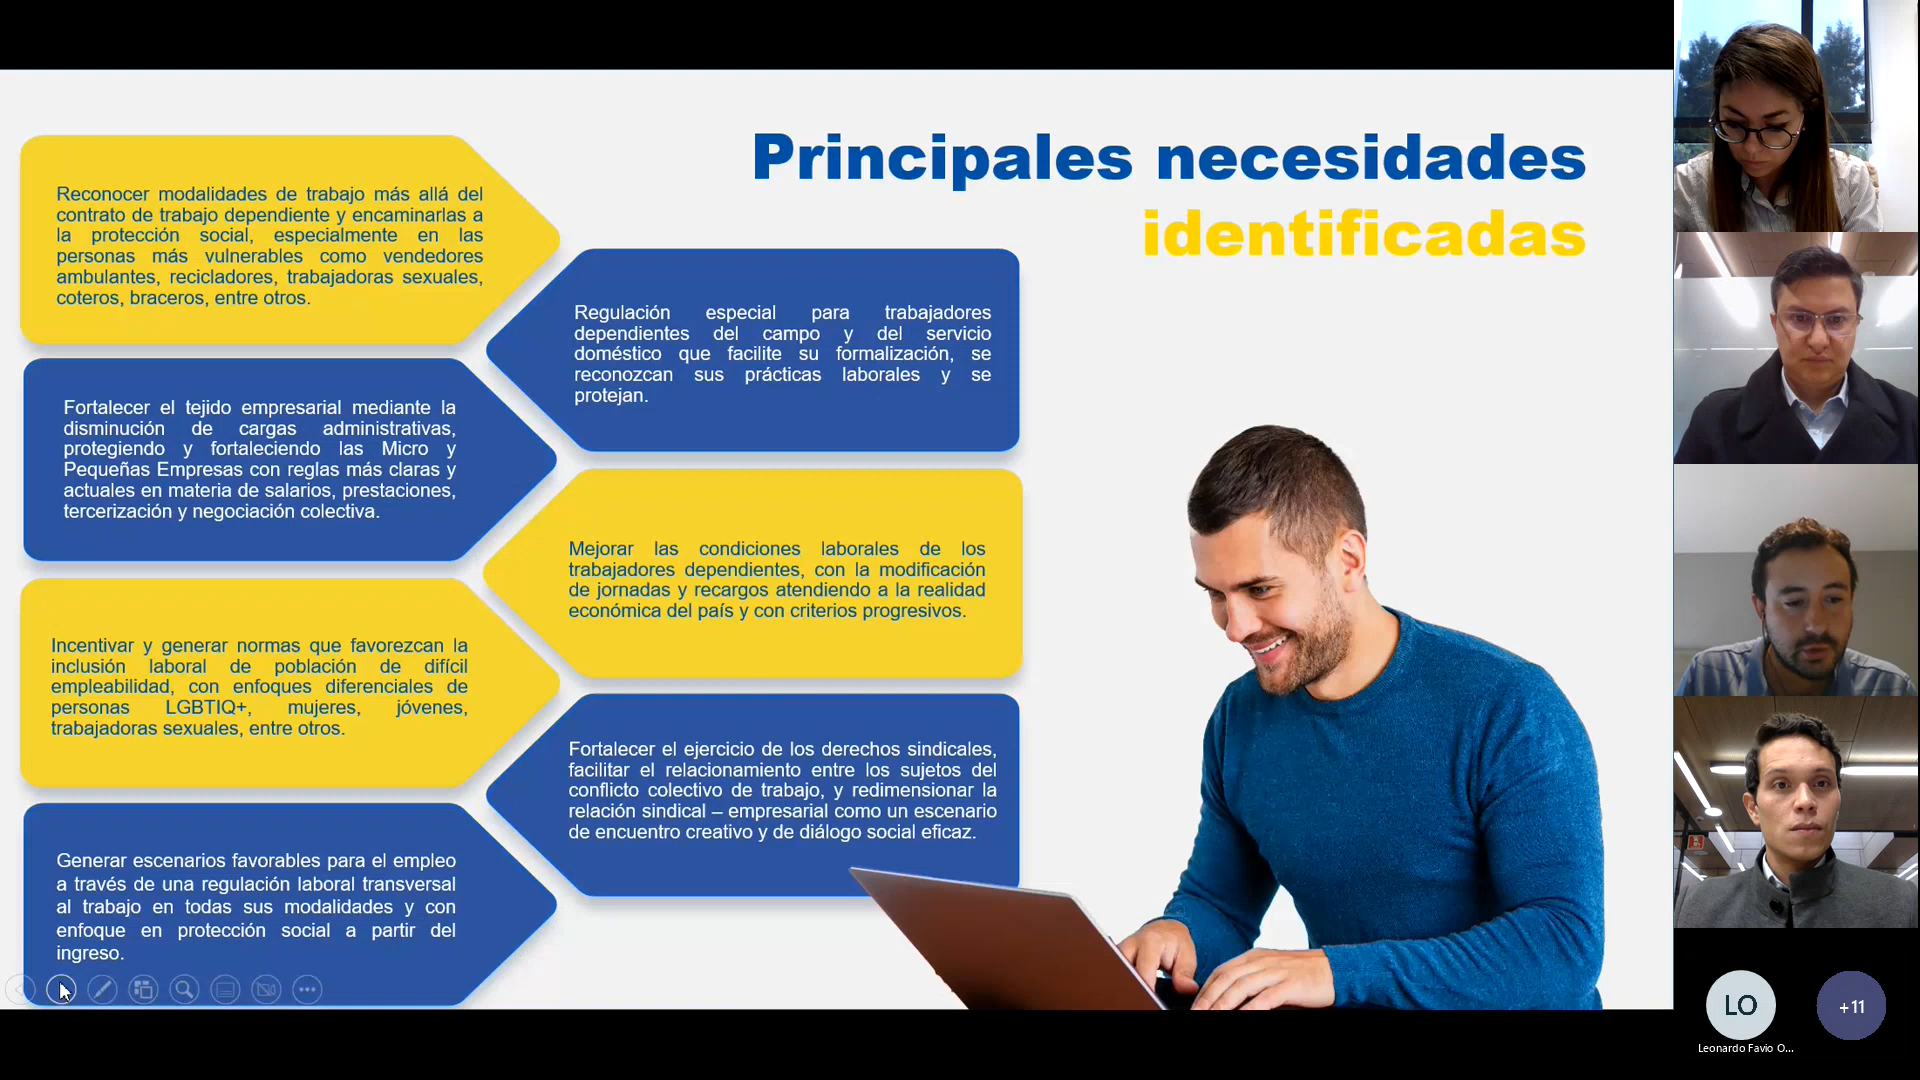 Principales necesidades
identificadas
Reconocer modalidades de trabajo más allá del
contrato de trabajo dependiente y encaminarlas a
la protección social, especialmente en las
personas más vulnerables como vendedores
ambulantes, recicladores, trabajadoras sexuales,
coteros, braceros, entre otros.
Regulación especial para trabajadores
dependientes del campo y del servicio
doméstico que facilite su formalización, se
reconozcan sus prácticas laborales y se
protejan.
Fortalecer el tejido empresarial mediante la
disminución de cargas administrativas,
protegiendo y fortaleciendo las Micro y
Pequeñas Empresas con reglas más claras y
actuales en materia de salarios, prestaciones,
tercerización y negociación colectiva.
Mejorar las condiciones laborales de los
trabajadores dependientes, con la modificación
de jornadas y recargos atendiendo a la realidad
económica del país y con criterios progresivos.
Incentivar y generar normas que favorezcan la
inclusión laboral de población de difícil
empleabilidad, con enfoques diferenciales de
personas LGBTIQ+, mujeres, jóvenes,
trabajadoras sexuales, entre otros.
Fortalecer el ejercicio de los derechos sindicales,
facilitar el relacionamiento entre los sujetos del
conflicto colectivo de trabajo, y redimensionar la
relación sindical – empresarial como un escenario
de encuentro creativo y de diálogo social eficaz.
Generar escenarios favorables para el empleo
a través de una regulación laboral transversal
al trabajo en todas sus modalidades y con
enfoque en protección social a partir del
ingreso.
LO
+11
Leonardo Favio O...